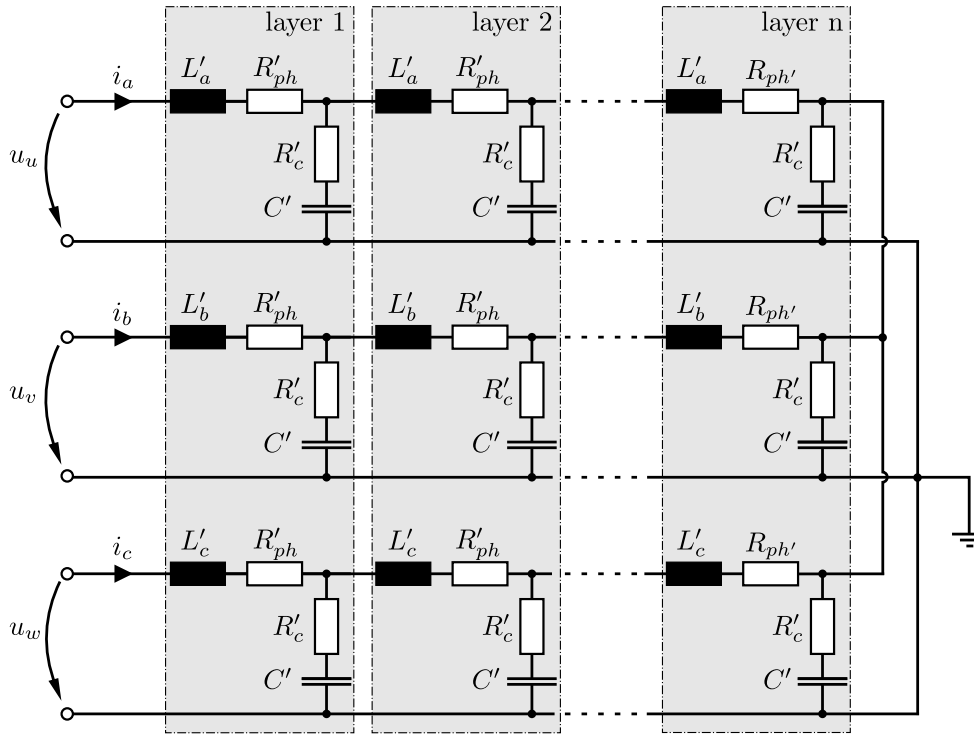 layer 1 layer 2 layer n
i_a L'_a R'_ph L'_a R'_ph L'_a R_ph'
u_u R'_c R'_c R'_c
C' C' C'
i_b L'_b R'_ph L'_b R'_ph L'_b R_ph'
u_v R'_c R'_c R'_c
C' C' C'
i_c L'_c R'_ph L'_c R'_ph L'_c R_ph'
u_w R'_c R'_c R'_c
C' C' C'